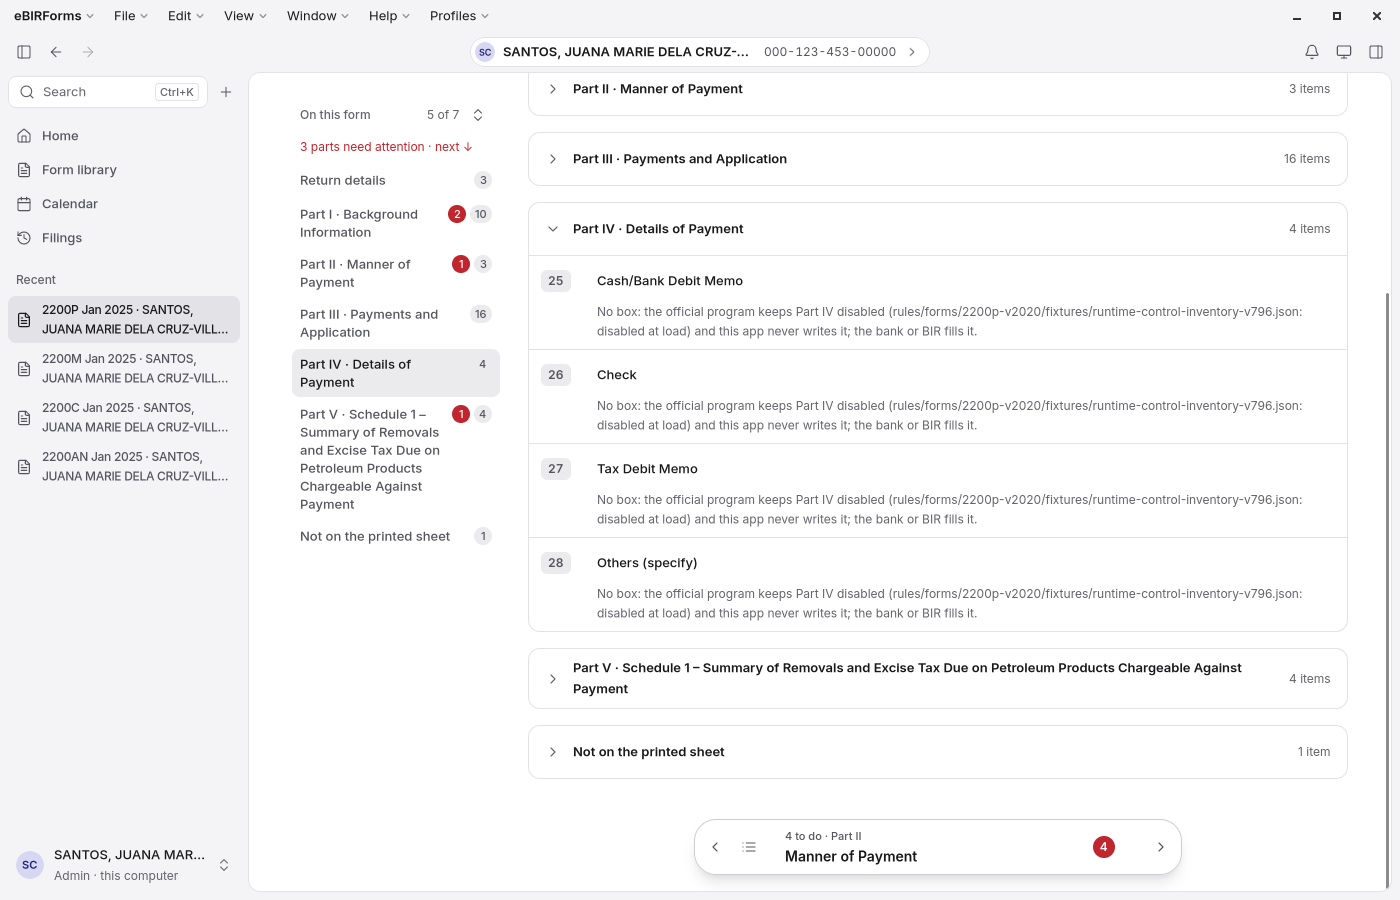 eBIRForms File Edit View Window Help Profiles
SC SANTOS, JUANA MARIE DELA CRUZ-... 000-123-453-00000
Search Ctrl+K
Home
Form library
Calendar
Filings
Recent
2200P Jan 2025 · SANTOS,
JUANA MARIE DELA CRUZ-VILL...
2200M Jan 2025 · SANTOS,
JUANA MARIE DELA CRUZ-VILL...
2200C Jan 2025 · SANTOS,
JUANA MARIE DELA CRUZ-VILL...
2200AN Jan 2025 · SANTOS,
JUANA MARIE DELA CRUZ-VILL...
SC SANTOS, JUANA MAR...
Admin · this computer
On this form 5 of 7
3 parts need attention · next ↓
Return details 3
Part I · Background 2 10
Information
Part II · Manner of 1 3
Payment
Part III · Payments and 16
Application
Part IV · Details of 4
Payment
Part V · Schedule 1 – 1 4
Summary of Removals
and Excise Tax Due on
Petroleum Products
Chargeable Against
Payment
Not on the printed sheet 1
Part II · Manner of Payment 3 items
Part III · Payments and Application 16 items
Part IV · Details of Payment 4 items
25 Cash/Bank Debit Memo
No box: the official program keeps Part IV disabled (rules/forms/2200p-v2020/fixtures/runtime-control-inventory-v796.json:
disabled at load) and this app never writes it; the bank or BIR fills it.
26 Check
No box: the official program keeps Part IV disabled (rules/forms/2200p-v2020/fixtures/runtime-control-inventory-v796.json:
disabled at load) and this app never writes it; the bank or BIR fills it.
27 Tax Debit Memo
No box: the official program keeps Part IV disabled (rules/forms/2200p-v2020/fixtures/runtime-control-inventory-v796.json:
disabled at load) and this app never writes it; the bank or BIR fills it.
28 Others (specify)
No box: the official program keeps Part IV disabled (rules/forms/2200p-v2020/fixtures/runtime-control-inventory-v796.json:
disabled at load) and this app never writes it; the bank or BIR fills it.
Part V · Schedule 1 – Summary of Removals and Excise Tax Due on Petroleum Products Chargeable Against
Payment 4 items
Not on the printed sheet 1 item
4 to do · Part II
Manner of Payment 4